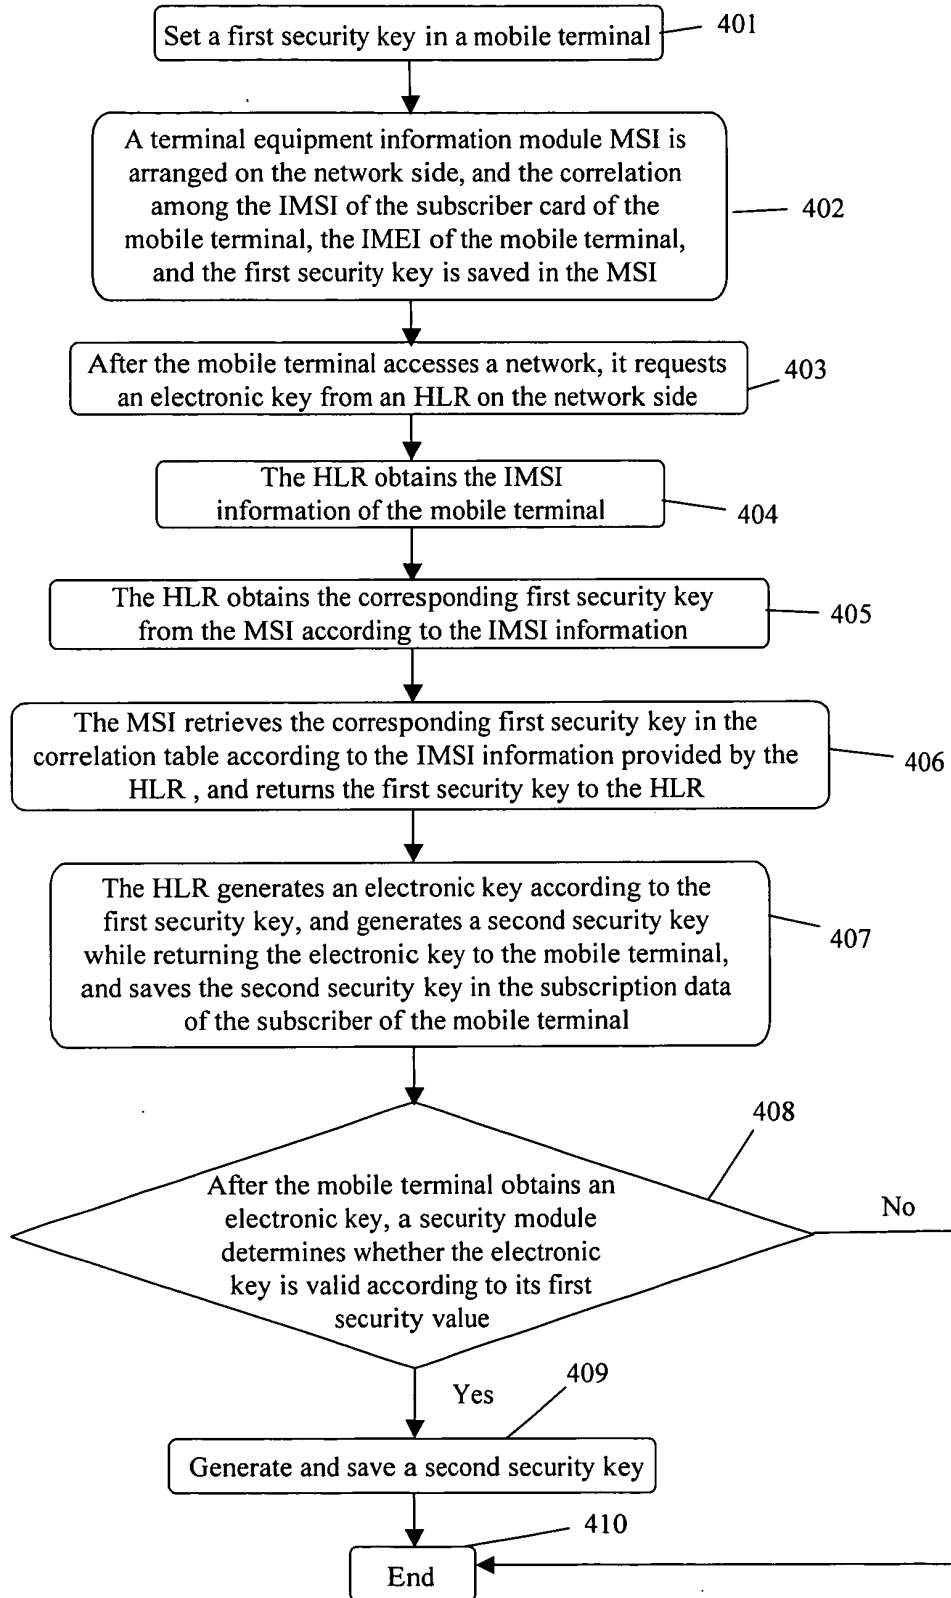 Set a first security key in a mobile terminal
401
A terminal equipment information module MSI is
arranged on the network side, and the correlation
among the IMSI of the subscriber card of the
mobile terminal, the IMEI of the mobile terminal,
and the first security key is saved in the MSI
402
After the mobile terminal accesses a network, it requests
an electronic key from an HLR on the network side
403
The HLR obtains the IMSI
information of the mobile terminal
404
The HLR obtains the corresponding first security key
from the MSI according to the IMSI information
405
The MSI retrieves the corresponding first security key in the
correlation table according to the IMSI information provided by the
HLR , and returns the first security key to the HLR
406
The HLR generates an electronic key according to the
first security key, and generates a second security key
while returning the electronic key to the mobile terminal,
and saves the second security key in the subscription data
of the subscriber of the mobile terminal
407
408
After the mobile terminal obtains an
electronic key, a security module
determines whether the electronic
key is valid according to its first
security value
No
Yes
409
Generate and save a second security key
410
End